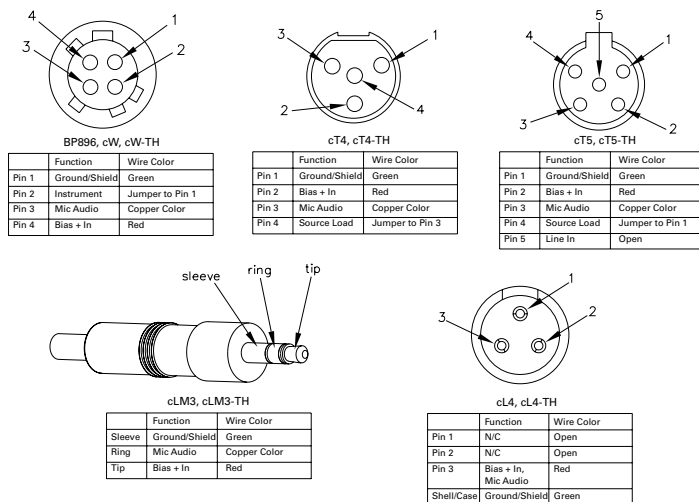 4
1
3
2
BP896, cW, cW-TH
Function Wire Color
Pin 1 Ground/Shield Green
Pin 2 Instrument Jumper to Pin 1
Pin 3 Mic Audio Copper Color
Pin 4 Bias + In Red
3
1
2
4
cT4, cT4-TH
Function Wire Color
Pin 1 Ground/Shield Green
Pin 2 Bias + In Red
Pin 3 Mic Audio Copper Color
Pin 4 Source Load Jumper to Pin 3
5
4
1
3
2
cT5, cT5-TH
Function Wire Color
Pin 1 Ground/Shield Green
Pin 2 Bias + In Red
Pin 3 Mic Audio Copper Color
Pin 4 Source Load Jumper to Pin 1
Pin 5 Line In Open
sleeve
ring
tip
cLM3, cLM3-TH
Function Wire Color
Sleeve Ground/Shield Green
Ring Mic Audio Copper Color
Tip Bias + In Red
1
3
2
cL4, cL4-TH
Function Wire Color
Pin 1 N/C Open
Pin 2 N/C Open
Pin 3 Bias + In, Red
Mic Audio
Shell/Case Ground/Shield Green